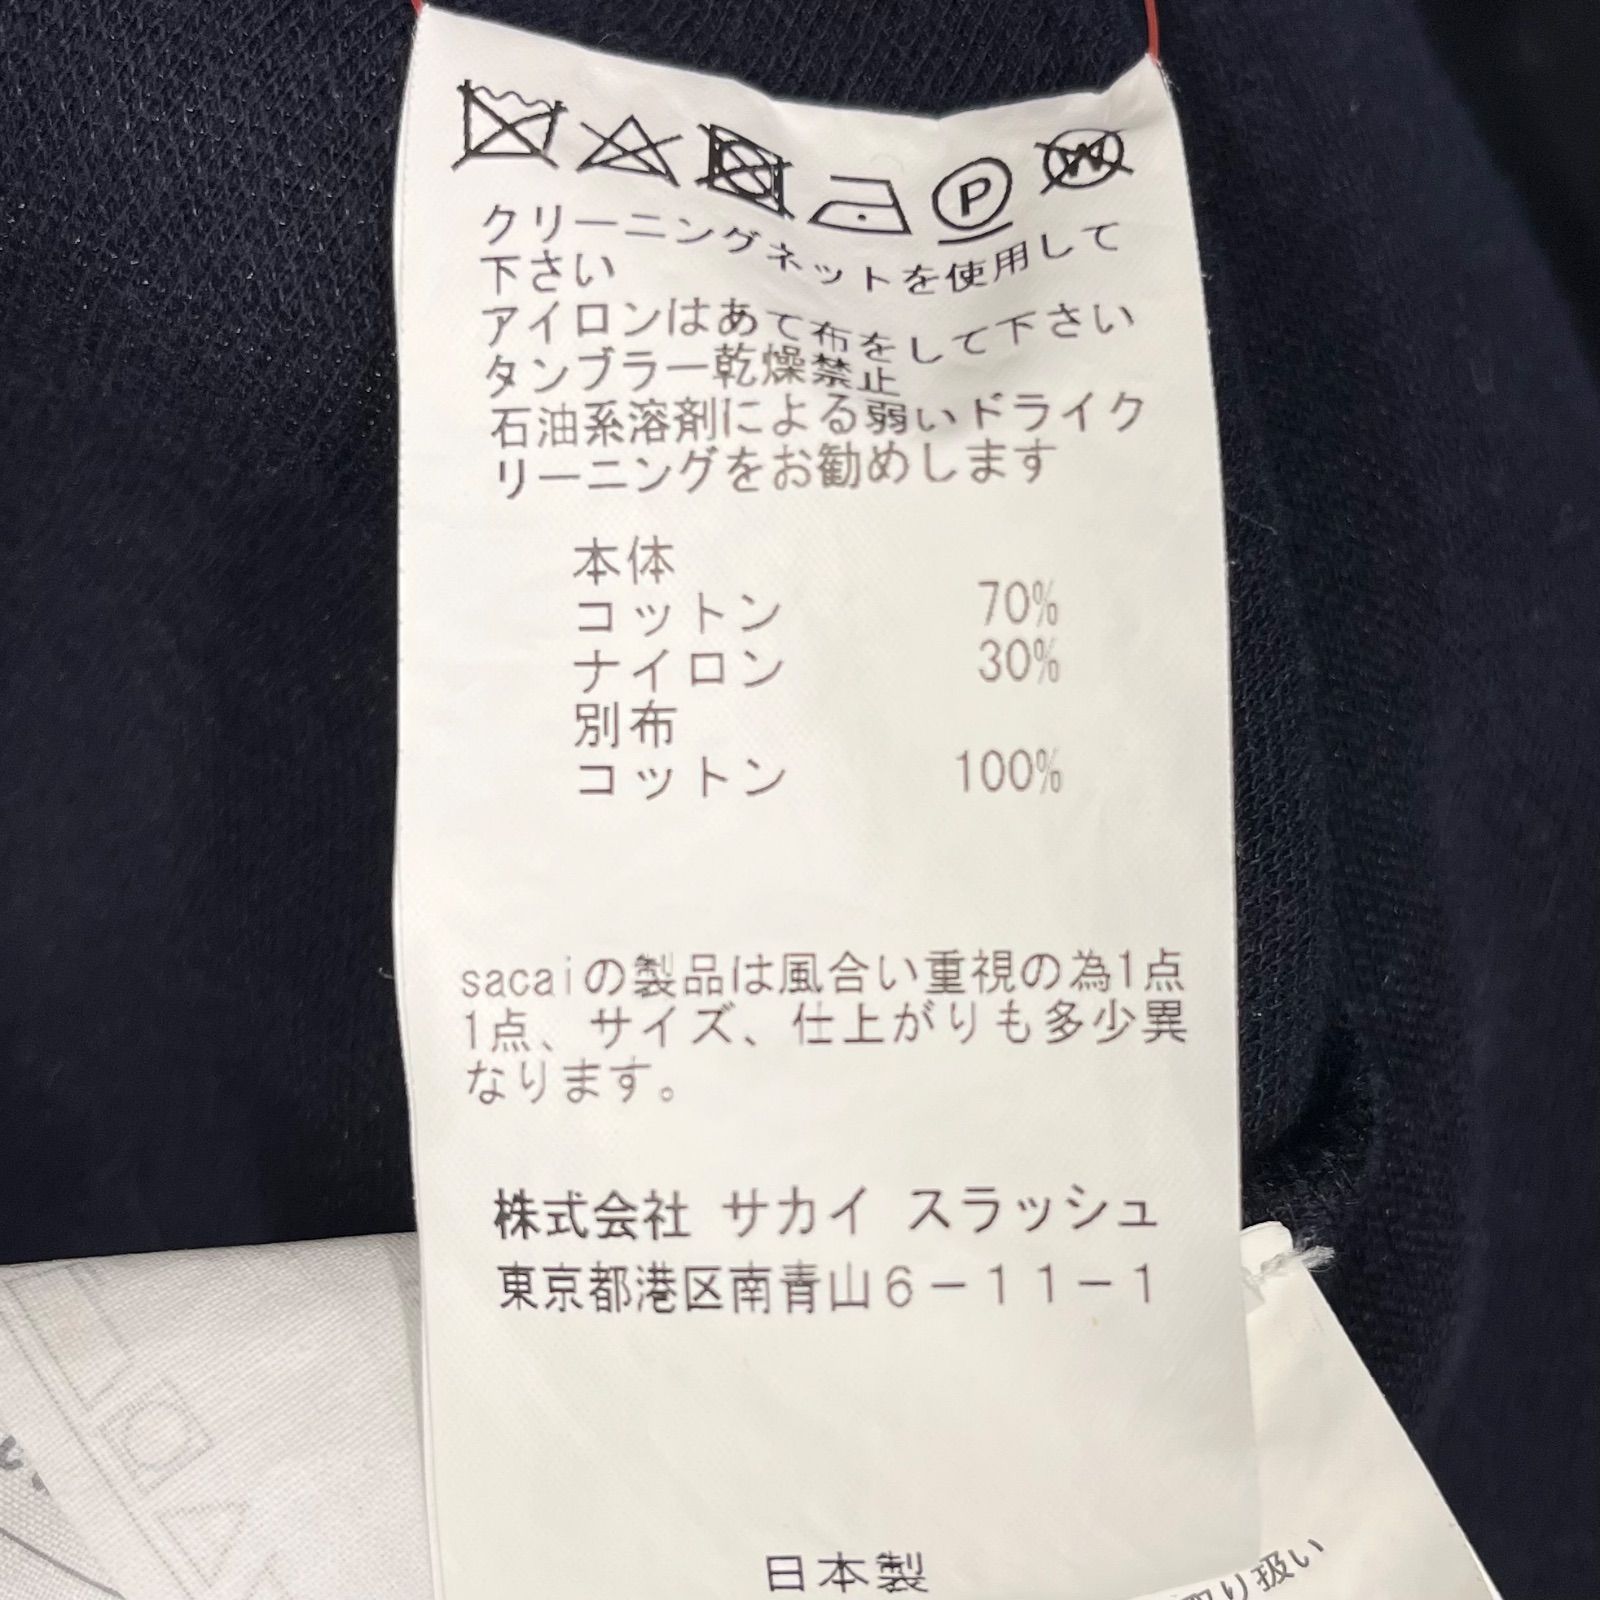 P
W
クリーニングネットを使用して
下さい
アイロンはあて布をして下さい
タンブラー乾燥禁止
石油系溶剤による弱いドライク
リーニングをお勧めします
本体
コットン 70%
ナイロン 30%
別布
コットン 100%
sacaiの製品は風合い重視の為1点
1点、サイズ、仕上がりも多少異
なります。
株式会社 サカイ スラッシュ
東京都港区南青山6-11-1
日本製
取り扱い